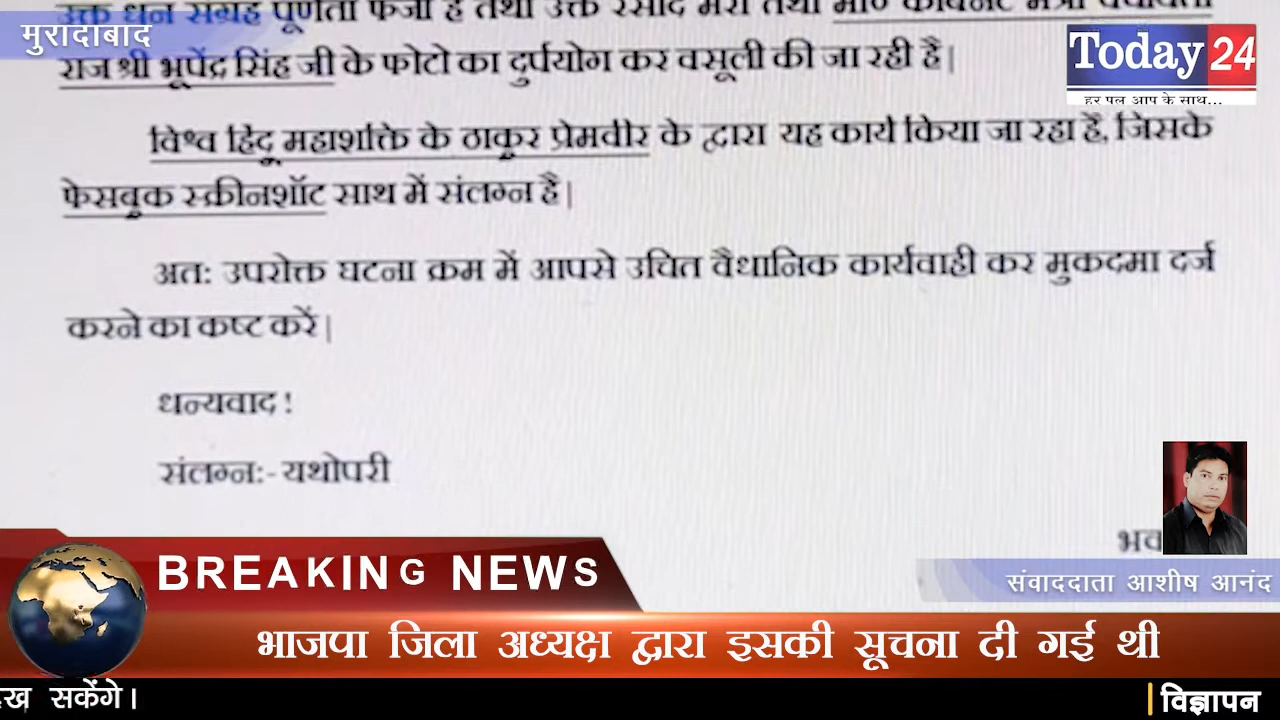 उक्त धन संग्रह पूर्णता फर्जी है तथा उक्त रसीद मेरी तथा
मुरादाबाद
राज श्री भूपेंद्र सिंह जी के फोटो का दुर्पयोग कर वसूली की जा रही है|
Today 24
हर पल आप के साथ...
विश्व हिंदू महाशक्ति के ठाकुर प्रेमवीर के द्वारा यह कार्य किया जा रहा है, जिसके
फेसबुक स्क्रीनशॉट साथ में संलग्न है|
अत: उपरोक्त घटना क्रम में आपसे उचित वैधानिक कार्यवाही कर मुकदमा दर्ज
करने का कष्ट करें|
धन्यवाद!
संलग्न:- यथोपरी
BREAKING NEWS
संवाददाता आशीष आनंद
भाजपा जिला अध्यक्ष द्वारा इसकी सूचना दी गई थी
सकेंगे।
विज्ञापन